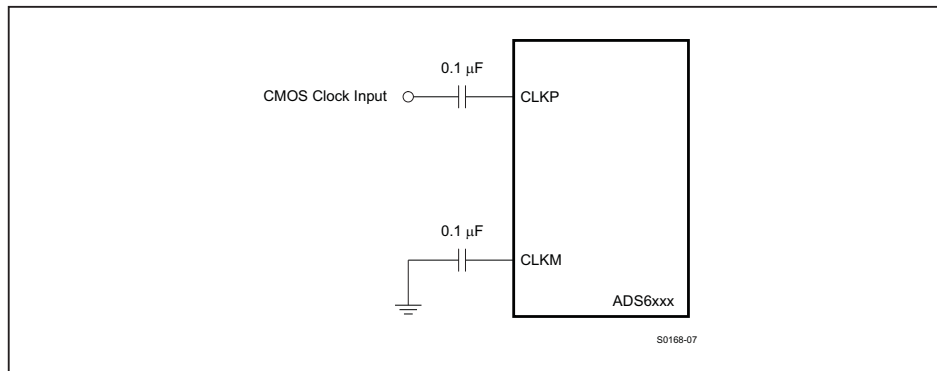 0.1 μF
CMOS Clock Input
CLKP
0.1 μF
CLKM
ADS6xxx
S0168-07